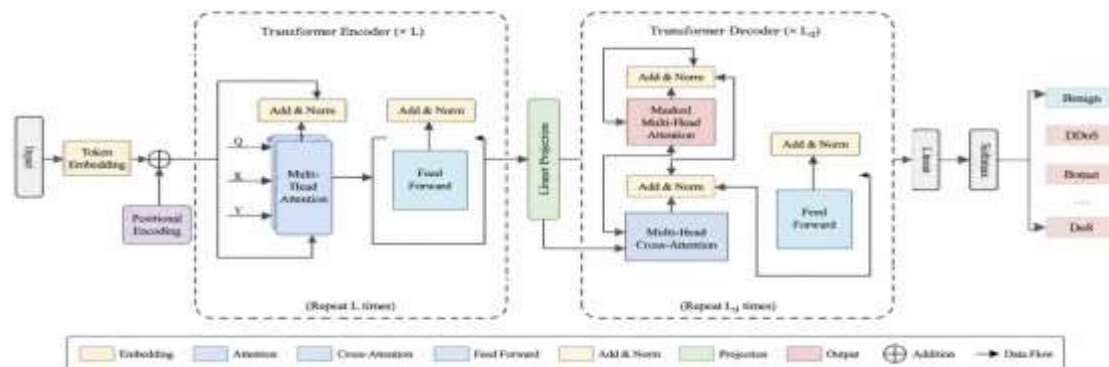 Transformer Encoder (× L)
Transformer Decoder (× L_d)
Input
Token
Embedding
Positional
Encoding
Q
K
V
Add & Norm
Multi-
Head
Attention
Add & Norm
Feed
Forward
(Repeat L times)
Linear Projection
Add & Norm
Masked
Multi-Head
Attention
Add & Norm
Multi-Head
Cross-Attention
Add & Norm
Feed
Forward
(Repeat L_d times)
Linear
Softmax
Benign
DDoS
Botnet
...
DoS
Embedding
Attention
Cross-Attention
Feed Forward
Add & Norm
Projection
Output
Addition
Data Flow